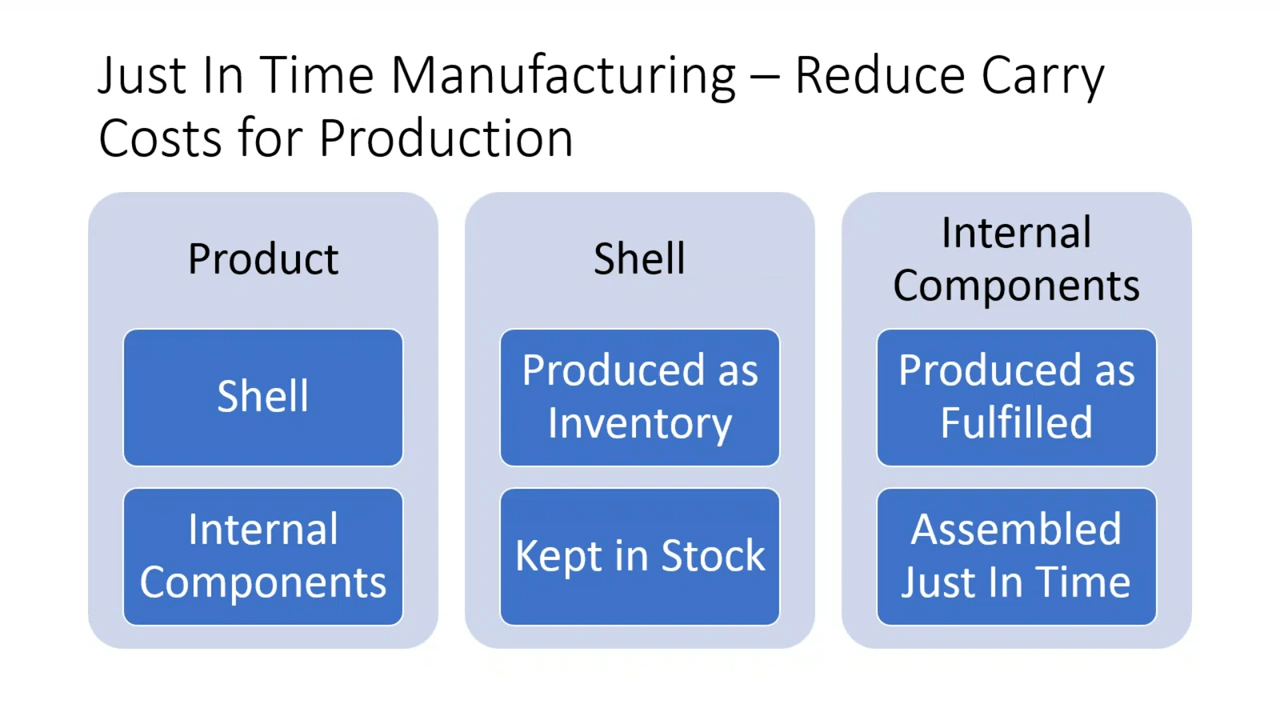 Just In Time Manufacturing – Reduce Carry
Costs for Production
Product
Shell
Internal
Components
Shell
Produced as
Inventory
Kept in Stock
Internal
Components
Produced as
Fulfilled
Assembled
Just In Time